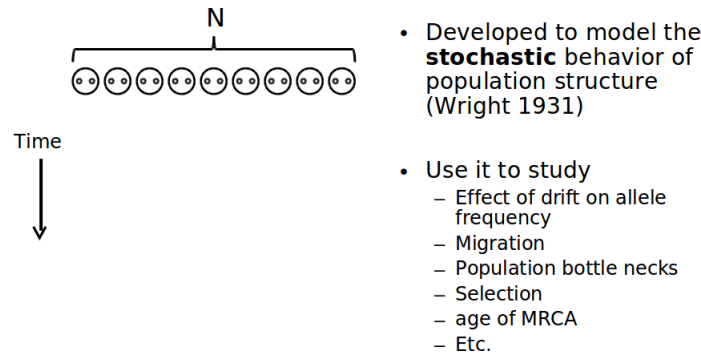 N
Time
• Developed to model the
stochastic behavior of
population structure
(Wright 1931)
• Use it to study
– Effect of drift on allele
frequency
– Migration
– Population bottle necks
– Selection
– age of MRCA
– Etc.